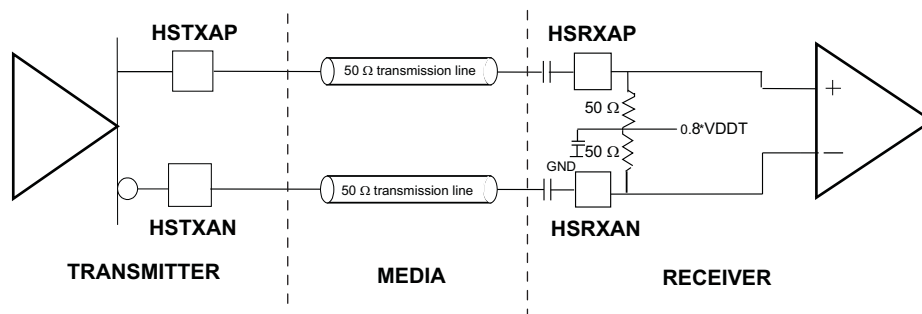 HSTXAP
HSRXAP
50 Ω transmission line
+
50 Ω
0.8*VDDT
50 Ω
GND
−
50 Ω transmission line
HSTXAN
HSRXAN
TRANSMITTER
MEDIA
RECEIVER